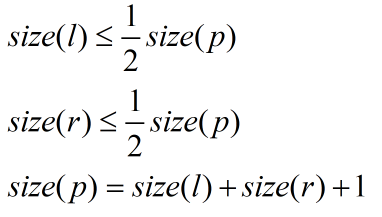 size(l) ≤ 1/2 size(p)
size(r) ≤ 1/2 size(p)
size(p) = size(l) + size(r) + 1